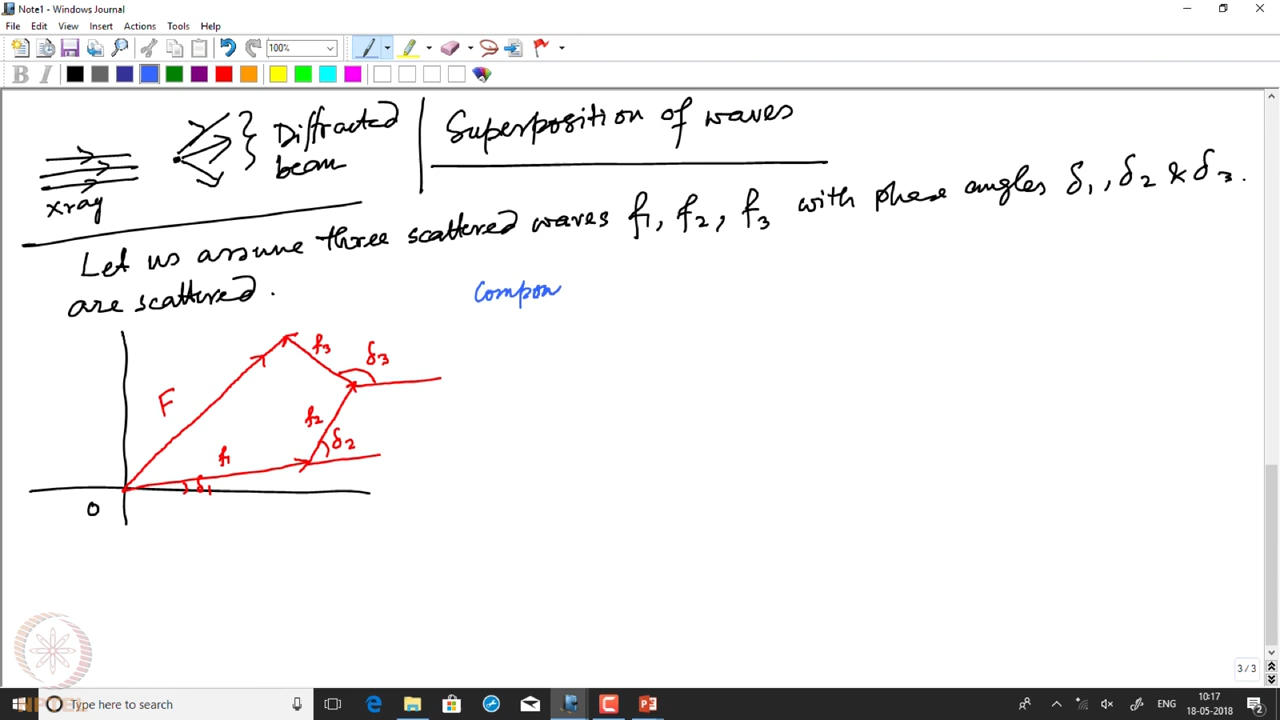 Note1 - Windows Journal
File Edit View Insert Actions Tools Help
100%
B I
Diffracted
beam
xray
Superposition of waves
Let us assume three scattered waves f1, f2, f3 with phase angles δ1, δ2 & δ3.
are scattered.
Compon
F
f3
δ3
f2
δ2
f1
δ1
0
3 / 3
Type here to search
ENG
10:17
18-05-2018
2